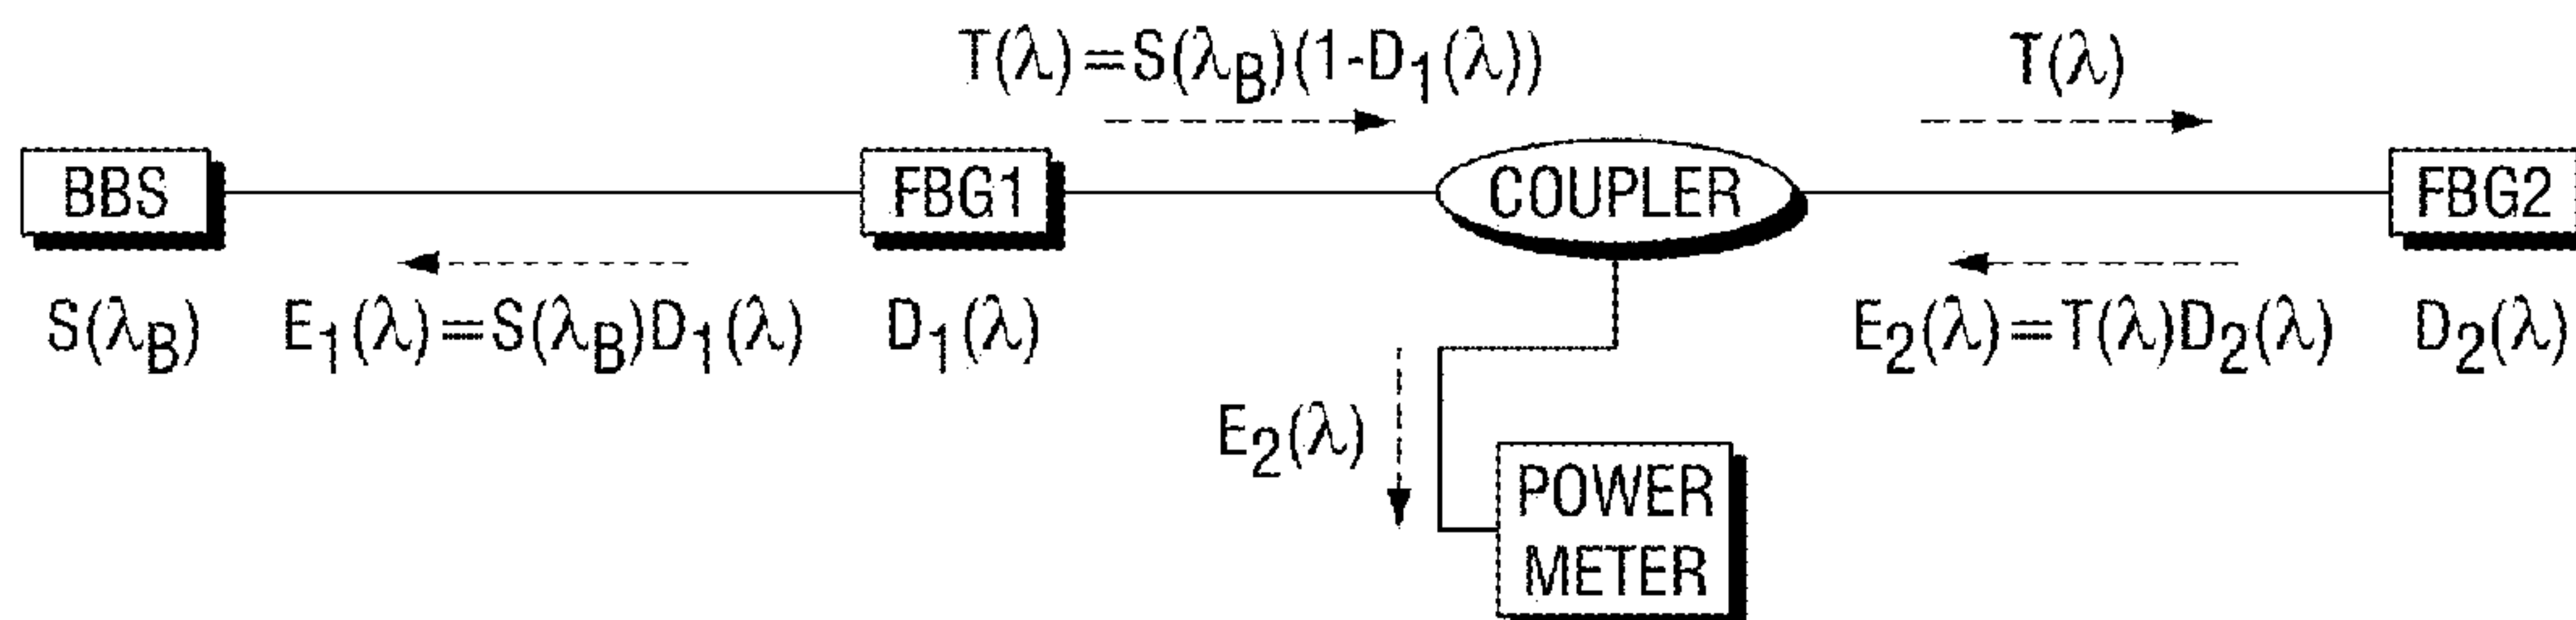 T(λ)=S(λB)(1-D1(λ))
T(λ)
BBS
FBG1
COUPLER
FBG2
S(λB)
E1(λ)=S(λB)D1(λ)
D1(λ)
E2(λ)=T(λ)D2(λ)
D2(λ)
E2(λ)
POWER
METER